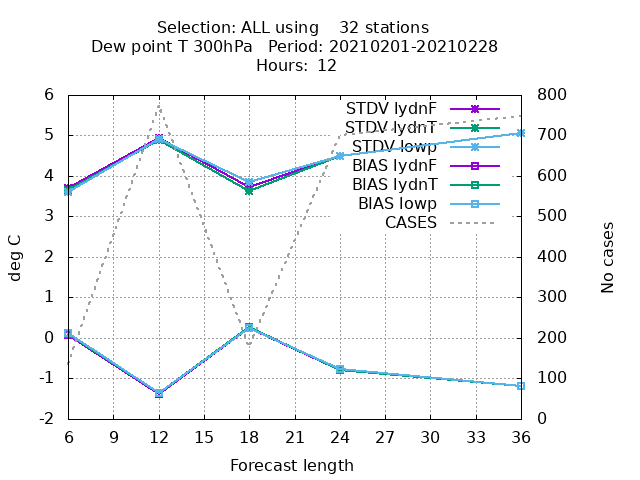 Selection: ALL using    32 stations
Dew point T 300hPa   Period: 20210201-20210228
Hours: 12
STDV lydnF
STDV lydnT
STDV lowp
BIAS lydnF
BIAS lydnT
BIAS lowp
CASES
6
5
4
3
2
1
0
-1
-2
deg C
800
700
600
500
400
300
200
100
0
No cases
6 9 12 15 18 21 24 27 30 33 36
Forecast length